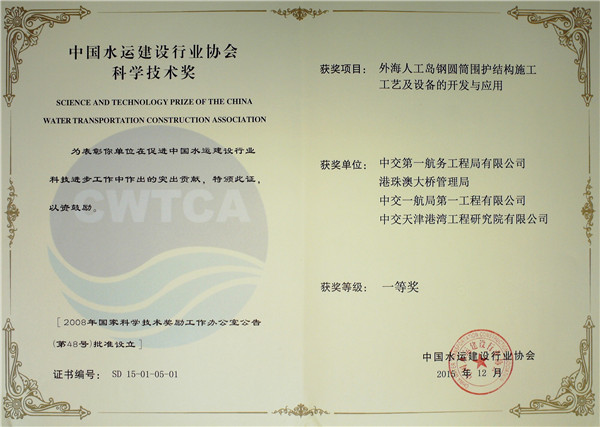 中国水运建设行业协会
科学技术奖
SCIENCE AND TECHNOLOGY PRIZE OF THE CHINA
WATER TRANSPORTATION CONSTRUCTION ASSOCIATION
为表彰你单位在促进中国水运建设行业
科技进步工作中作出的突出贡献，特颁此证，
以资鼓励。
CWTCA
[ 2008年国家科学技术奖励工作办公室公告
(第48号)批准设立 ]
证书编号： SD 15-01-05-01
获奖项目： 外海人工岛钢圆筒围护结构施工
工艺及设备的开发与应用
获奖单位： 中交第一航务工程局有限公司
港珠澳大桥管理局
中交一航局第一工程有限公司
中交天津港湾工程研究院有限公司
获奖等级： 一等奖
中国水运建设行业协会
2015 年 12 月